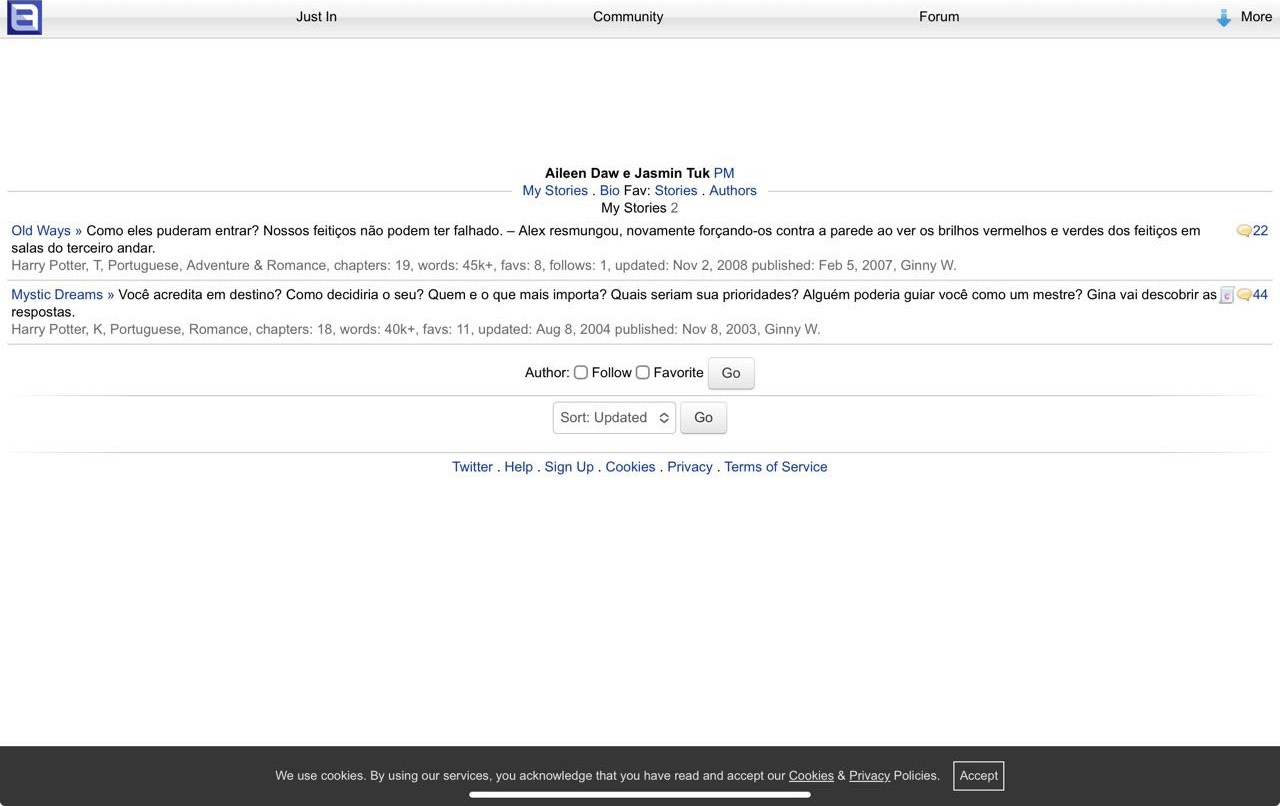 Just In Community Forum More
Aileen Daw e Jasmin Tuk PM
My Stories . Bio Fav: Stories . Authors
My Stories 2
Old Ways » Como eles puderam entrar? Nossos feitiços não podem ter falhado. – Alex resmungou, novamente forçando-os contra a parede ao ver os brilhos vermelhos e verdes dos feitiços em 22
salas do terceiro andar.
Harry Potter, T, Portuguese, Adventure & Romance, chapters: 19, words: 45k+, favs: 8, follows: 1, updated: Nov 2, 2008 published: Feb 5, 2007, Ginny W.
Mystic Dreams » Você acredita em destino? Como decidiria o seu? Quem e o que mais importa? Quais seriam sua prioridades? Alguém poderia guiar você como um mestre? Gina vai descobrir as c 44
respostas.
Harry Potter, K, Portuguese, Romance, chapters: 18, words: 40k+, favs: 11, updated: Aug 8, 2004 published: Nov 8, 2003, Ginny W.
Author: Follow Favorite Go
Sort: Updated Go
Twitter . Help . Sign Up . Cookies . Privacy . Terms of Service
We use cookies. By using our services, you acknowledge that you have read and accept our Cookies & Privacy Policies. Accept